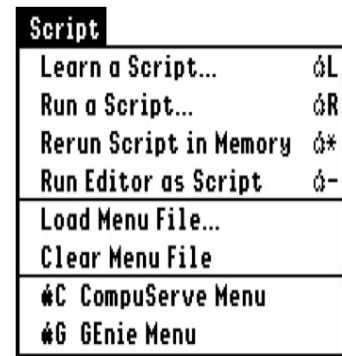 Script
Learn a Script... L
Run a Script... R
Rerun Script in Memory *
Run Editor as Script -
Load Menu File...
Clear Menu File
C CompuServe Menu
G GEnie Menu